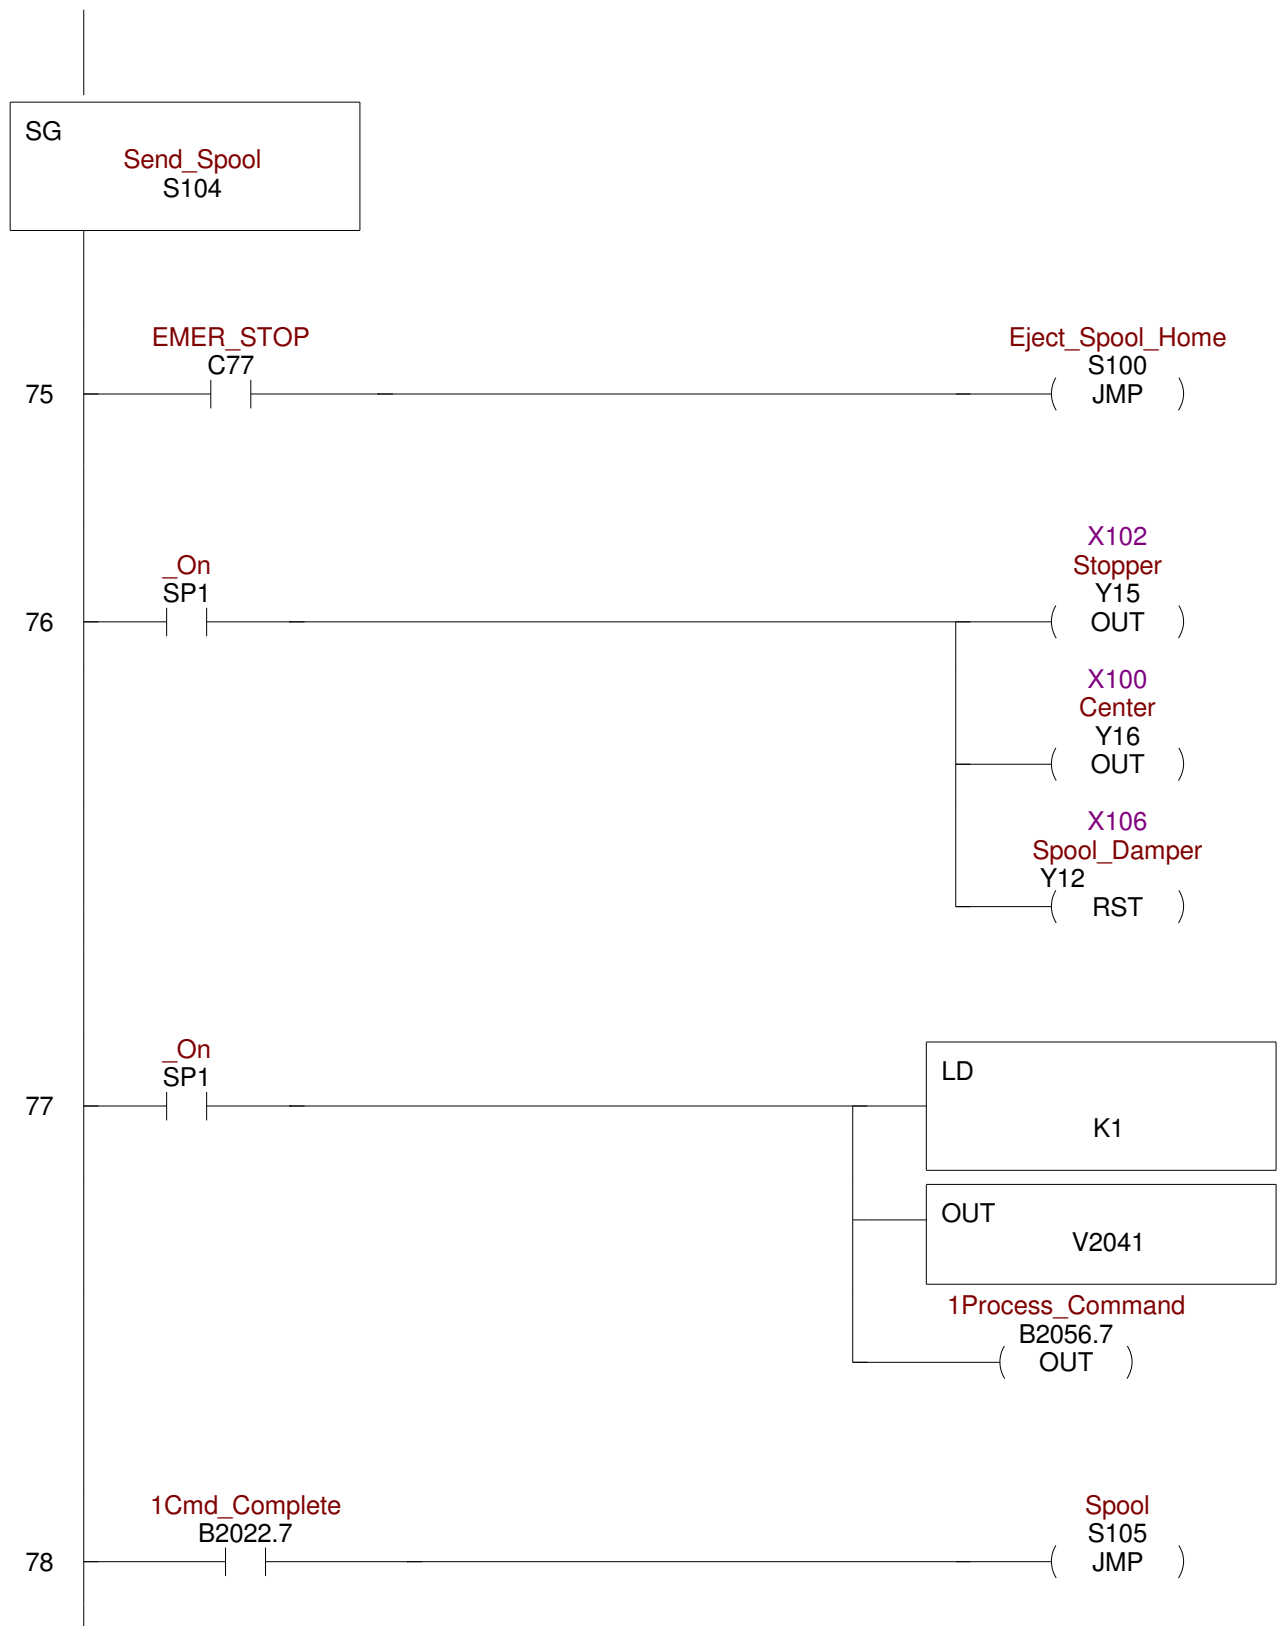 SG
Send_Spool
S104
EMER_STOP
C77
Eject_Spool_Home
S100
75
JMP
X102
Stopper
_On
SP1
Y15
76
OUT
X100
Center
Y16
OUT
X106
Spool_Damper
Y12
RST
_On
SP1
77
LD
K1
OUT
V2041
1Process_Command
B2056.7
OUT
1Cmd_Complete
B2022.7
Spool
S105
78
JMP